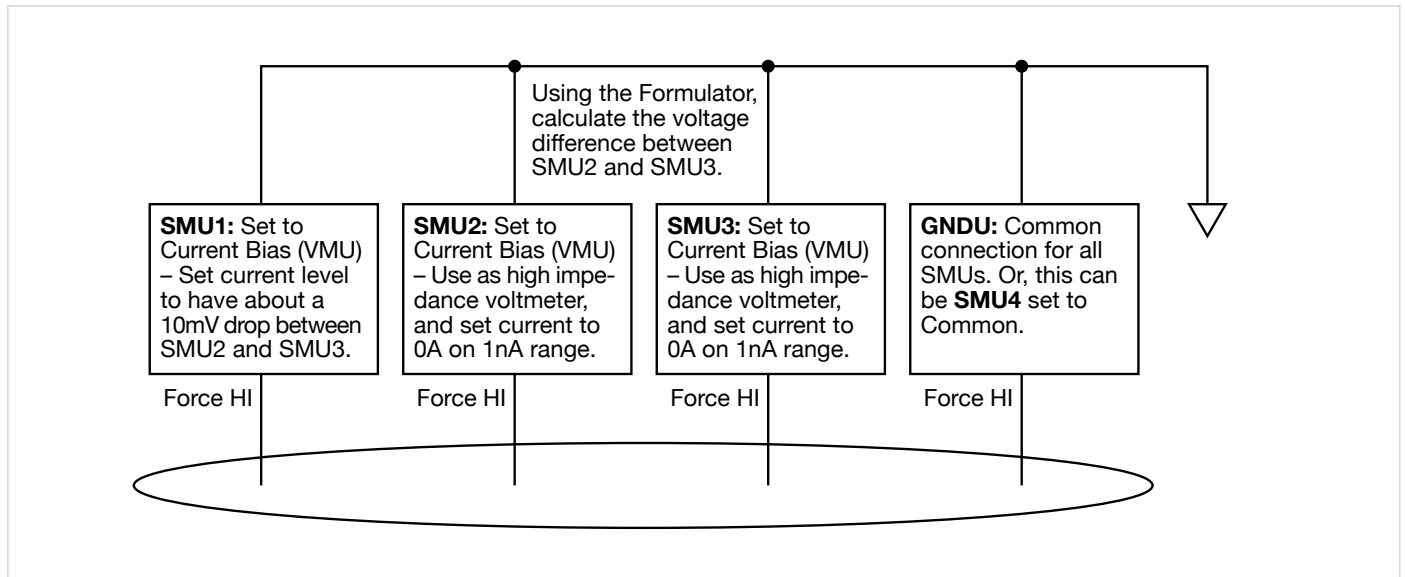 Using the Formulator,
calculate the voltage
difference between
SMU2 and SMU3.
SMU1: Set to
Current Bias (VMU)
– Set current level
to have about a
10mV drop between
SMU2 and SMU3.
SMU2: Set to
Current Bias (VMU)
– Use as high impe-
dance voltmeter,
and set current to
0A on 1nA range.
SMU3: Set to
Current Bias (VMU)
– Use as high impe-
dance voltmeter,
and set current to
0A on 1nA range.
GNDU: Common
connection for all
SMUs. Or, this can
be SMU4 set to
Common.
Force HI
Force HI
Force HI
Force HI